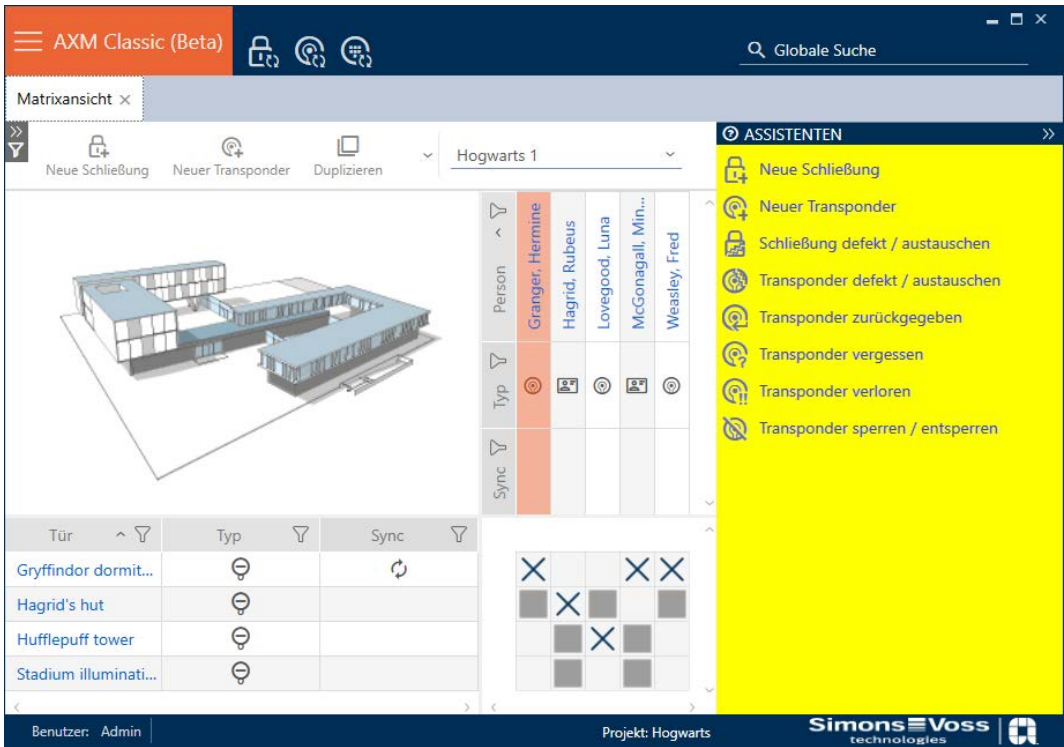 AXM Classic (Beta)
Globale Suche
Matrixansicht
Neue Schließung
Neuer Transponder
Duplizieren
Hogwarts 1
ASSISTENTEN
Neue Schließung
Neuer Transponder
Schließung defekt / austauschen
Transponder defekt / austauschen
Transponder zurückgegeben
Transponder vergessen
Transponder verloren
Transponder sperren / entsperren
Person
Granger, Hermine
Hagrid, Rubeus
Lovegood, Luna
McGonagall, Min...
Weasley, Fred
Typ
Sync
Tür
Typ
Sync
Gryffindor dormit...
Hagrid's hut
Hufflepuff tower
Stadium illuminati...
Benutzer: Admin
Projekt: Hogwarts
Simons Voss
technologies